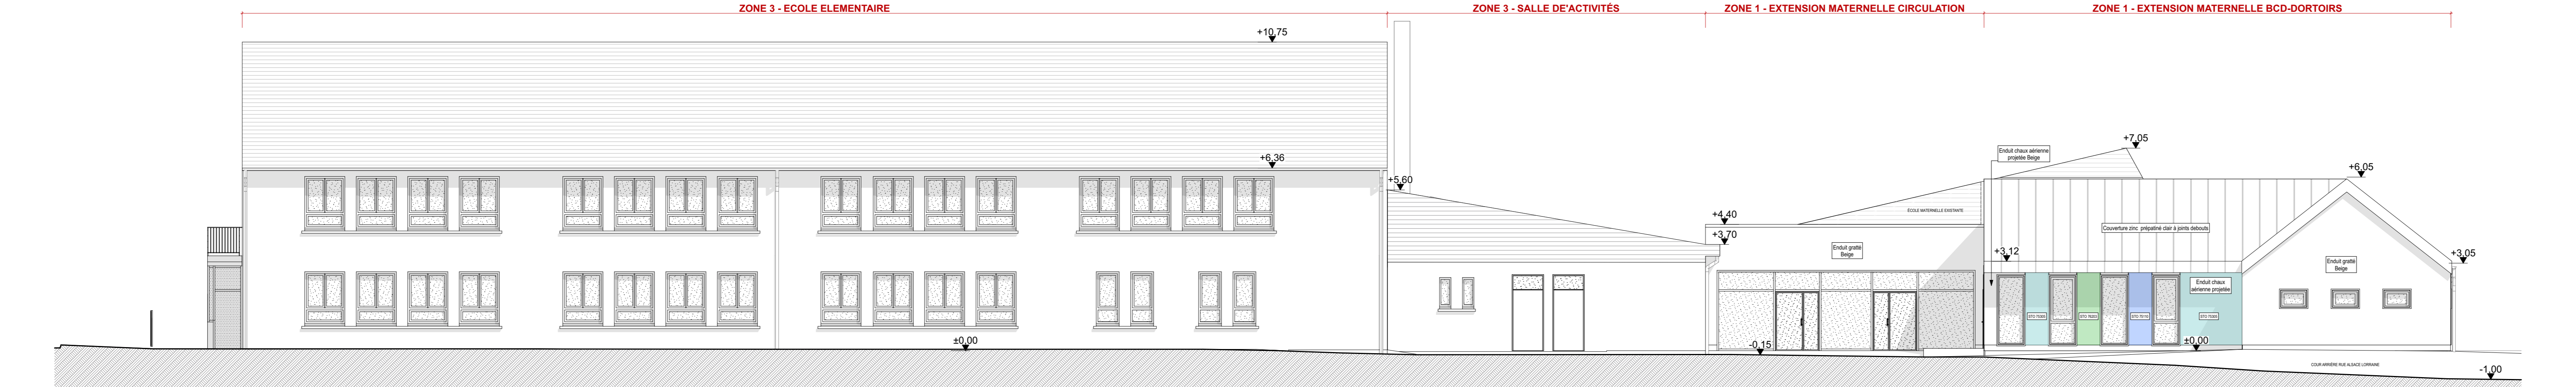 ZONE 3 - ECOLE ELEMENTAIRE
ZONE 3 - SALLE DE'ACTIVITÉS
ZONE 1 - EXTENSION MATERNELLE CIRCULATION
ZONE 1 - EXTENSION MATERNELLE BCD-DORTOIRS
+10,75
+6,36
+5,60
+4,40
+3,70
+7,05
+6,05
+3,12
+3,05
Enduit chaux aérienne
projetée Beige
ECOLE MATERNELLE EXISTANTE
Couverture zinc prépatiné clair à joints debouts
Enduit gratté
Beige
Enduit gratté
Beige
Enduit chaux
aérienne projetée
±0,00
-0,15
±0,00
COUR ARRIÈRE RUE ALSACE LORRAINE
-1,00